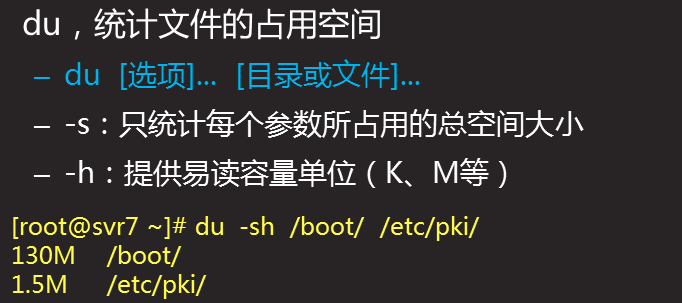 du，统计文件的占用空间
– du [选项]... [目录或文件]...
– -s：只统计每个参数所占用的总空间大小
– -h：提供易读容量单位（K、M等）
[root@svr7 ~]# du -sh /boot/ /etc/pki/
130M /boot/
1.5M /etc/pki/